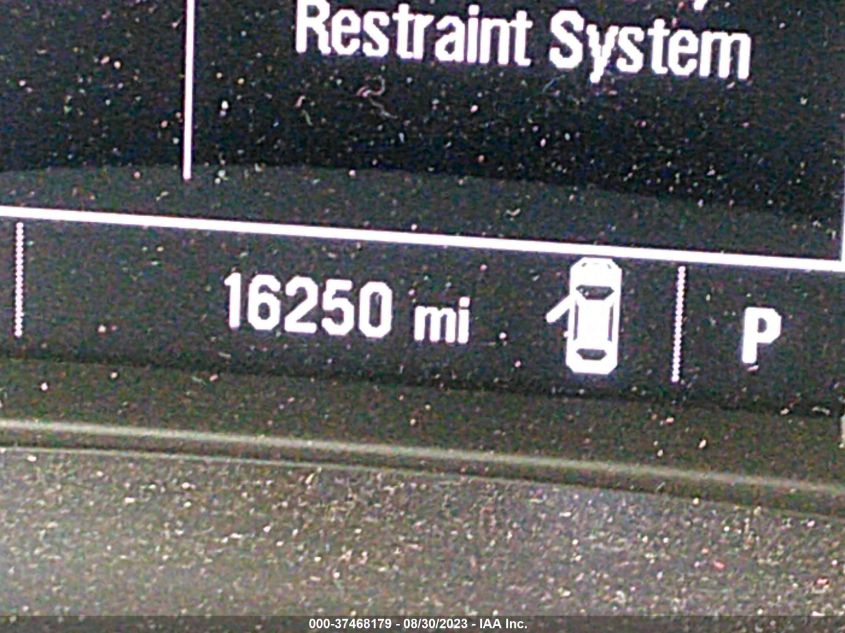 Restraint System
16250 mi
P
000-37468179 - 08/30/2023 - IAA Inc.